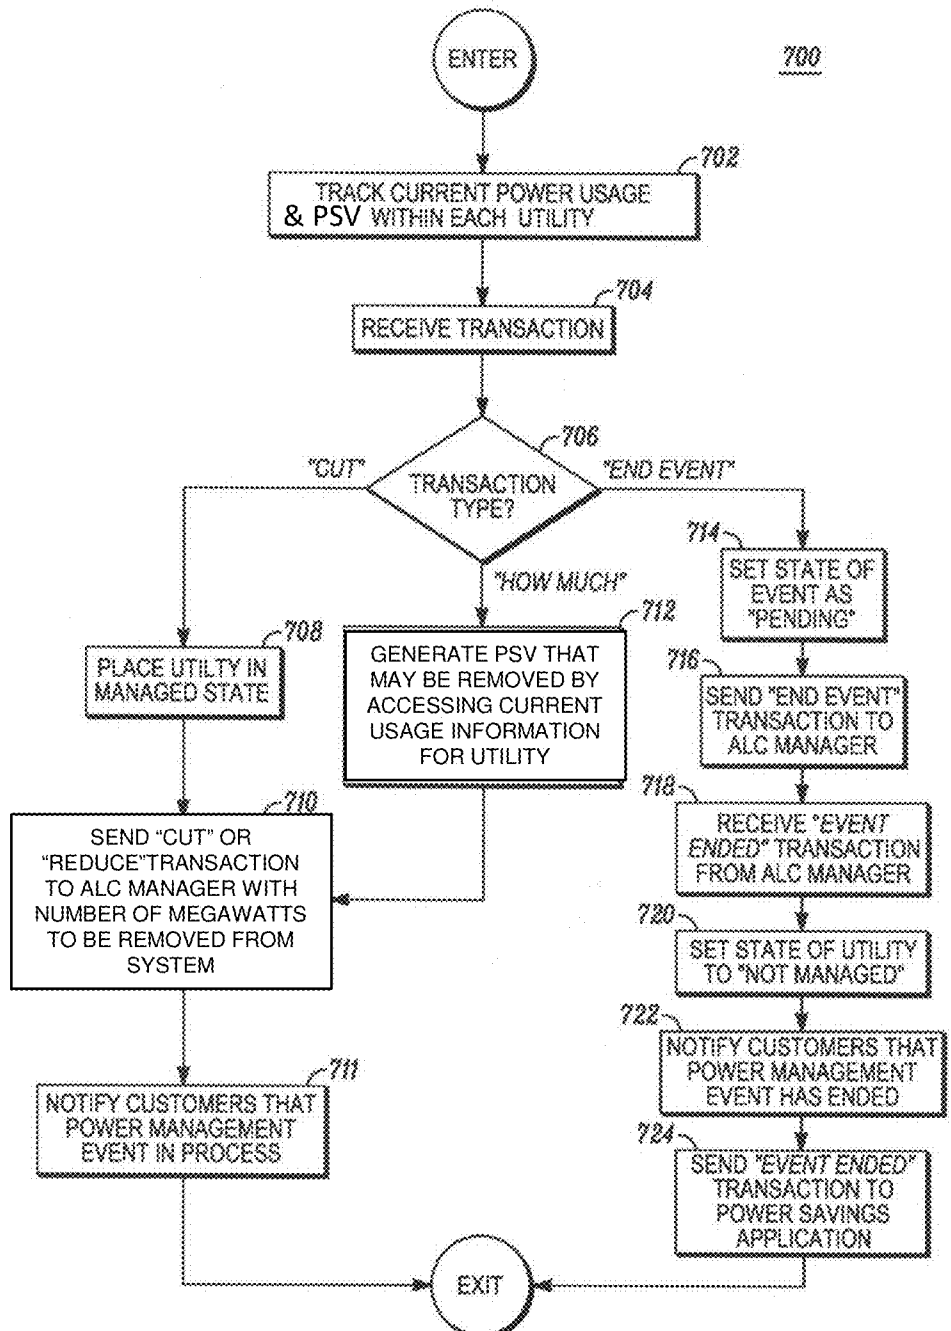 ENTER
700
702
TRACK CURRENT POWER USAGE
& PSV WITHIN EACH UTILITY
704
RECEIVE TRANSACTION
706
"CUT"
TRANSACTION
TYPE?
"END EVENT"
"HOW MUCH"
708
PLACE UTILTY IN
MANAGED STATE
712
GENERATE PSV THAT
MAY BE REMOVED BY
ACCESSING CURRENT
USAGE INFORMATION
FOR UTILITY
714
SET STATE OF
EVENT AS
"PENDING"
716
SEND "END EVENT"
TRANSACTION TO
ALC MANAGER
710
SEND “CUT” OR
“REDUCE”TRANSACTION
TO ALC MANAGER WITH
NUMBER OF MEGAWATTS
TO BE REMOVED FROM
SYSTEM
718
RECEIVE "EVENT
ENDED" TRANSACTION
FROM ALC MANAGER
720
SET STATE OF UTILITY
TO "NOT MANAGED"
711
NOTIFY CUSTOMERS THAT
POWER MANAGEMENT
EVENT IN PROCESS
722
NOTIFY CUSTOMERS THAT
POWER MANAGEMENT
EVENT HAS ENDED
724
SEND "EVENT ENDED"
TRANSACTION TO
POWER SAVINGS
APPLICATION
EXIT